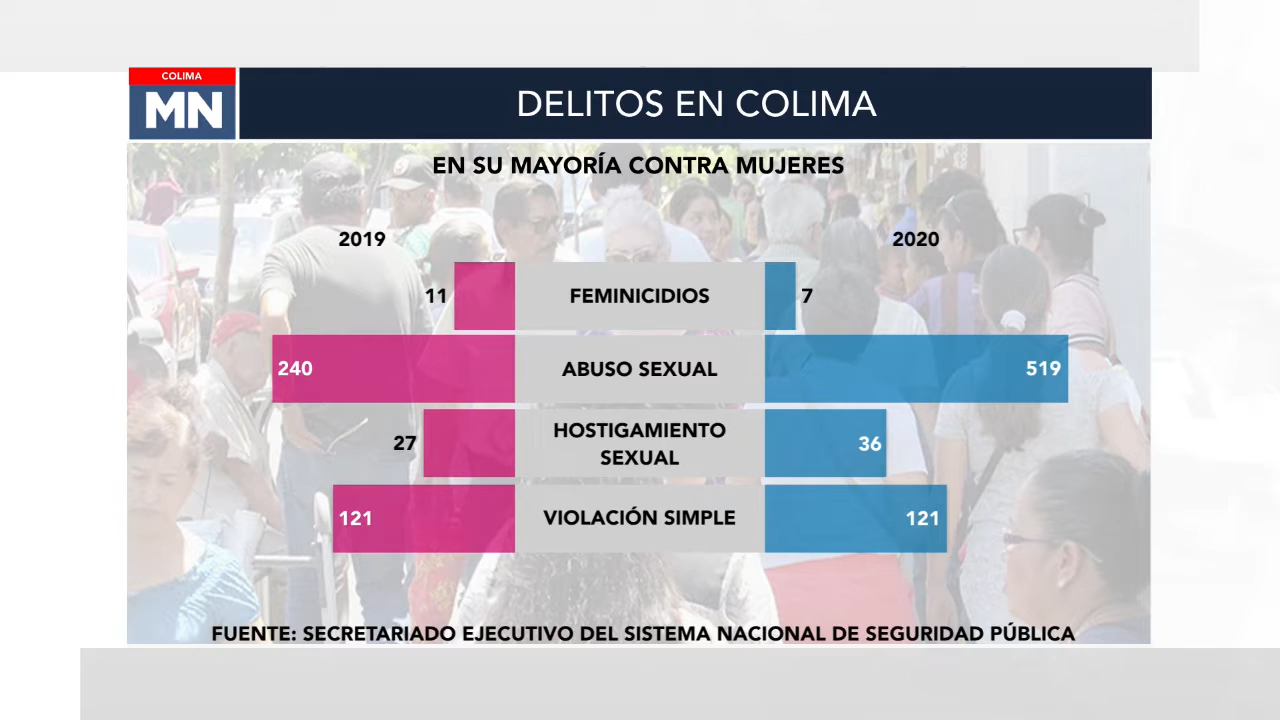 COLIMA
MN
DELITOS EN COLIMA
EN SU MAYORÍA CONTRA MUJERES
2019 2020
11 FEMINICIDIOS 7
240 ABUSO SEXUAL 519
27 HOSTIGAMIENTO SEXUAL 36
121 VIOLACIÓN SIMPLE 121
FUENTE: SECRETARIADO EJECUTIVO DEL SISTEMA NACIONAL DE SEGURIDAD PÚBLICA